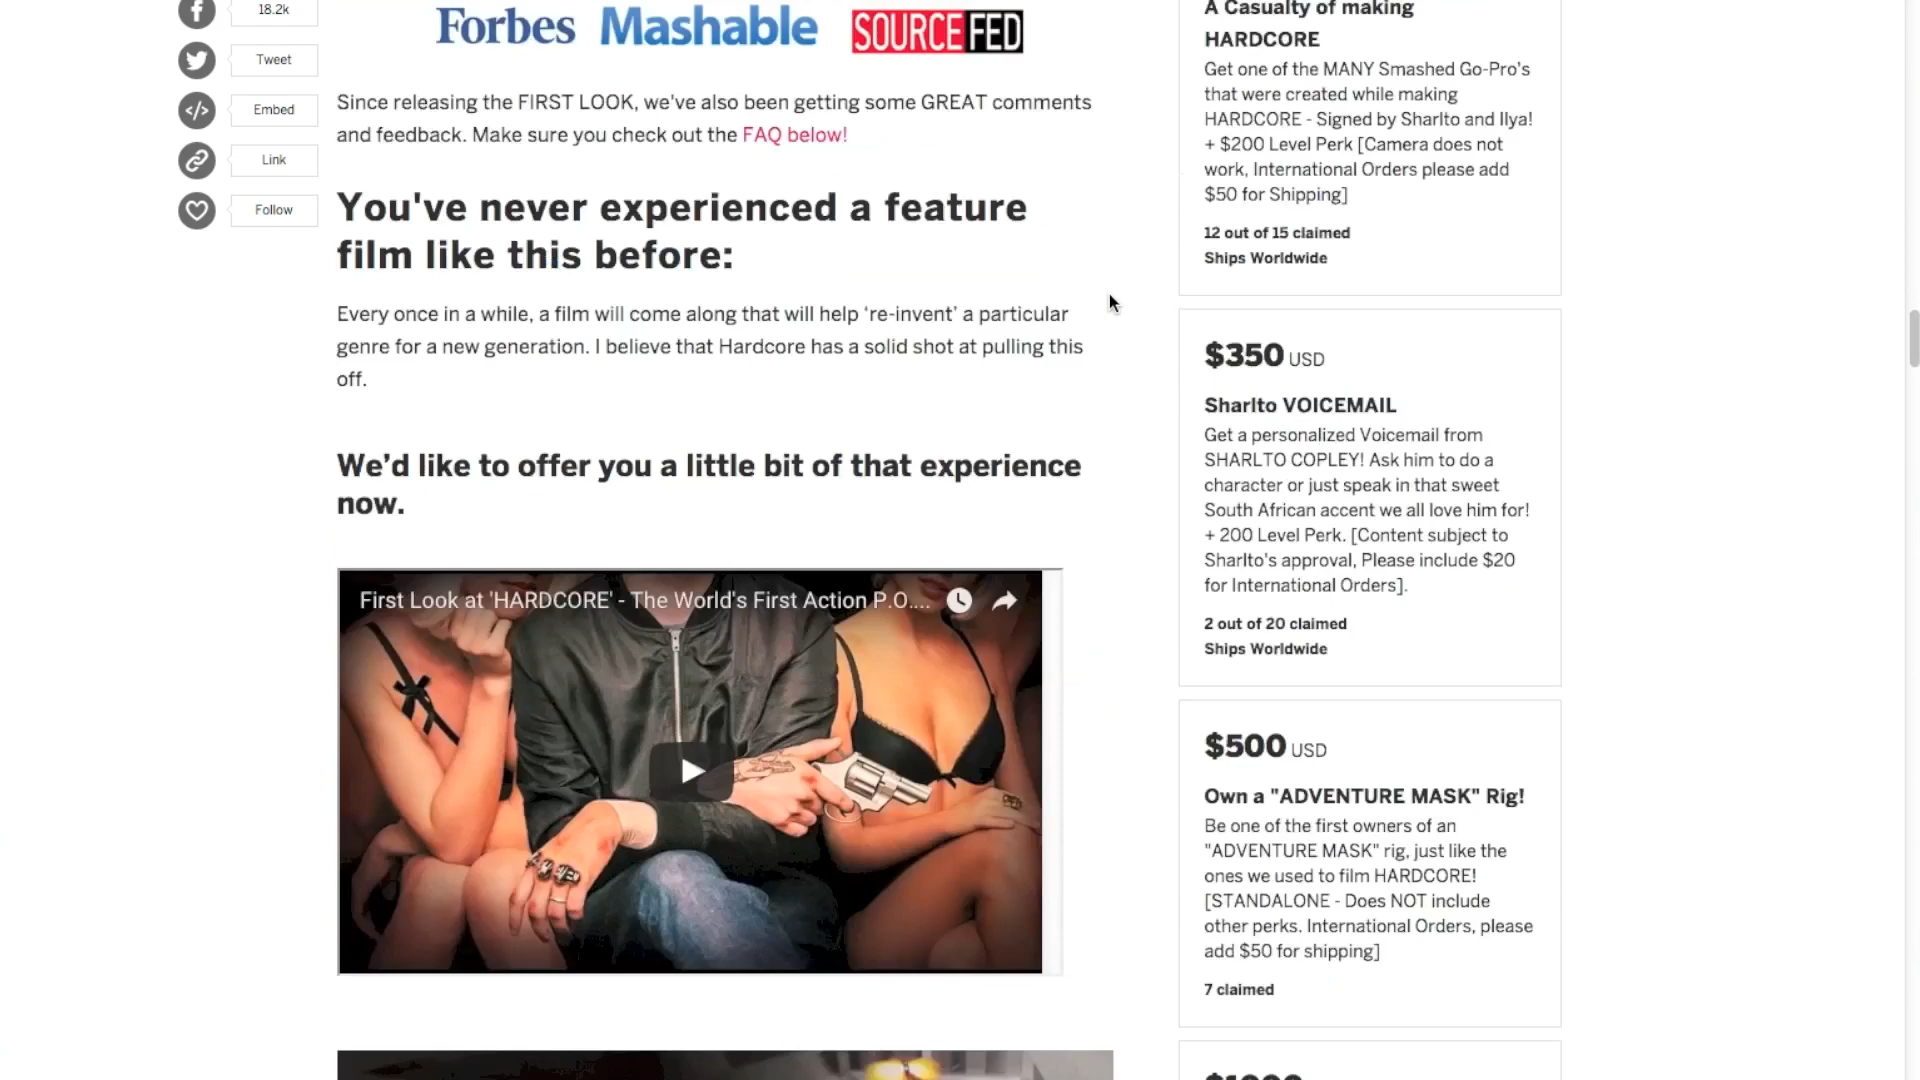 18.2k
Tweet
Embed
Link
Follow
Forbes Mashable SOURCE FED
Since releasing the FIRST LOOK, we've also been getting some GREAT comments
and feedback. Make sure you check out the FAQ below!
You've never experienced a feature
film like this before:
Every once in a while, a film will come along that will help ‘re-invent’ a particular
genre for a new generation. I believe that Hardcore has a solid shot at pulling this
off.
We’d like to offer you a little bit of that experience
now.
First Look at 'HARDCORE' - The World's First Action P.O....
A Casualty of making
HARDCORE
Get one of the MANY Smashed Go-Pro's
that were created while making
HARDCORE - Signed by Sharlto and Ilya!
+ $200 Level Perk [Camera does not
work, International Orders please add
$50 for Shipping]
12 out of 15 claimed
Ships Worldwide
$350 USD
Sharlto VOICEMAIL
Get a personalized Voicemail from
SHARLTO COPLEY! Ask him to do a
character or just speak in that sweet
South African accent we all love him for!
+ 200 Level Perk. [Content subject to
Sharlto's approval, Please include $20
for International Orders].
2 out of 20 claimed
Ships Worldwide
$500 USD
Own a "ADVENTURE MASK" Rig!
Be one of the first owners of an
"ADVENTURE MASK" rig, just like the
ones we used to film HARDCORE!
[STANDALONE - Does NOT include
other perks. International Orders, please
add $50 for shipping]
7 claimed